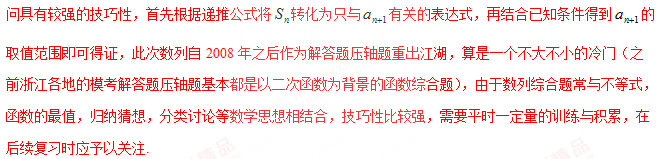 问具有较强的技巧性，首先根据递推公式将 Sn 转化为只与 an+1 有关的表达式，再结合已知条件得到 an+1 的
取值范围即可得证，此次数列自 2008 年之后作为解答题压轴题重出江湖，算是一个不大不小的冷门（之
前浙江各地的模考解答题压轴题基本都是以二次函数为背景的函数综合题），由于数列综合题常与不等式，
函数的最值，归纳猜想，分类讨论等数学思想相结合，技巧性比较强，需要平时一定量的训练与积累，在
后续复习时应予以关注.